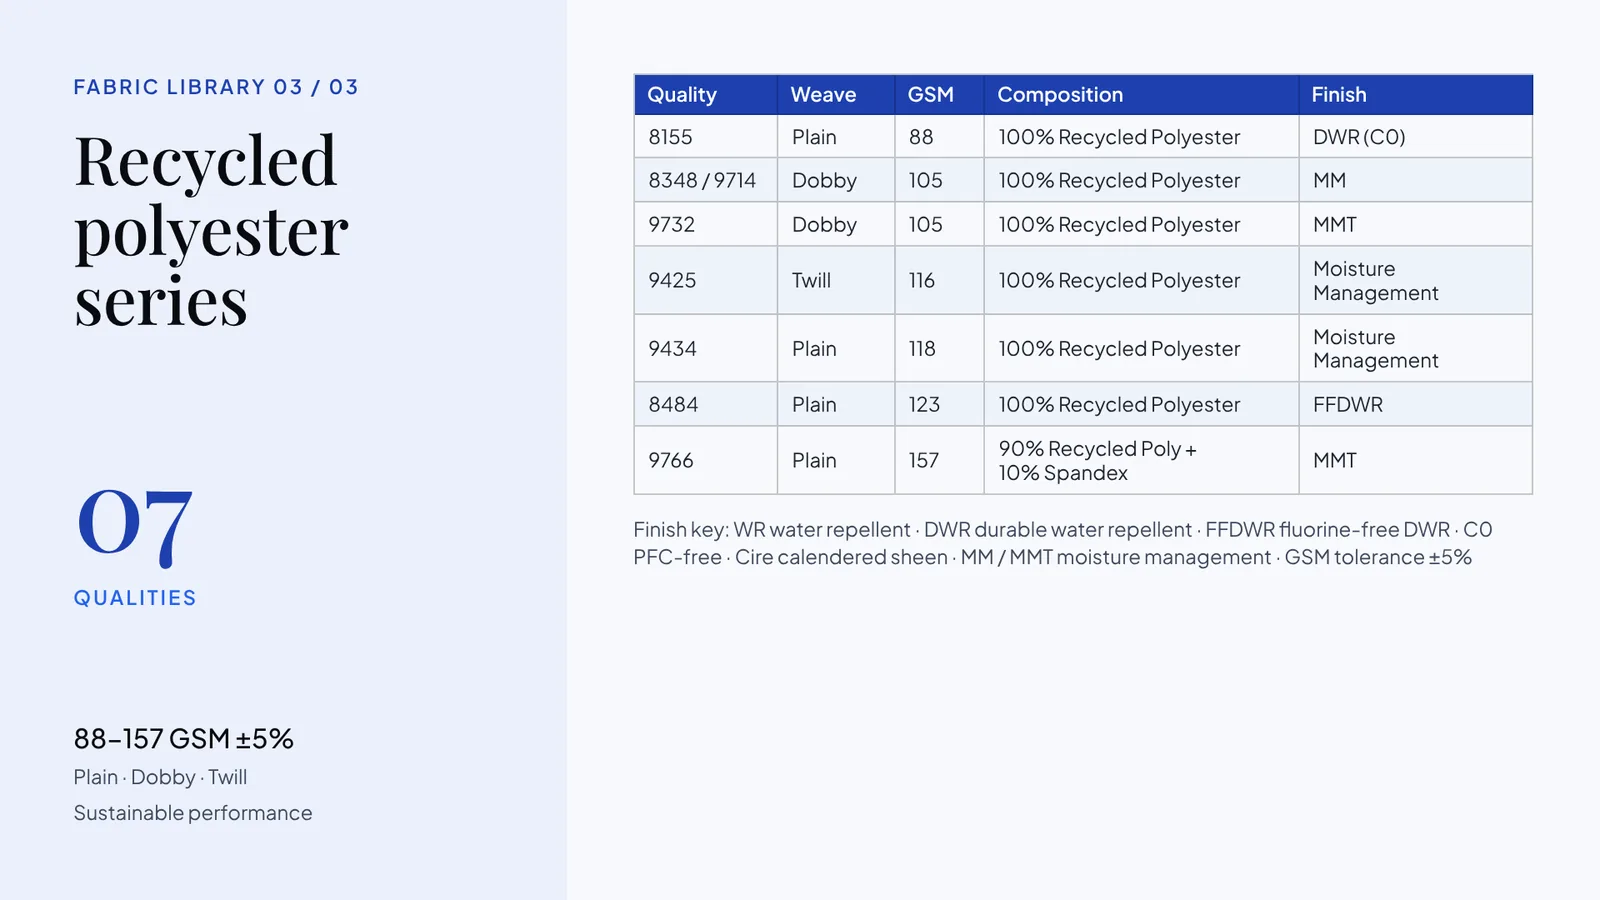 FABRIC LIBRARY 03 / 03
Recycled
polyester
series
07
QUALITIES
88–157 GSM ±5%
Plain · Dobby · Twill
Sustainable performance
Quality Weave GSM Composition Finish
8155 Plain 88 100% Recycled Polyester DWR (C0)
8348 / 9714 Dobby 105 100% Recycled Polyester MM
9732 Dobby 105 100% Recycled Polyester MMT
9425 Twill 116 100% Recycled Polyester Moisture
Management
9434 Plain 118 100% Recycled Polyester Moisture
Management
8484 Plain 123 100% Recycled Polyester FFDWR
9766 Plain 157 90% Recycled Poly +
10% Spandex MMT
Finish key: WR water repellent · DWR durable water repellent · FFDWR fluorine-free DWR · C0
PFC-free · Cire calendered sheen · MM / MMT moisture management · GSM tolerance ±5%